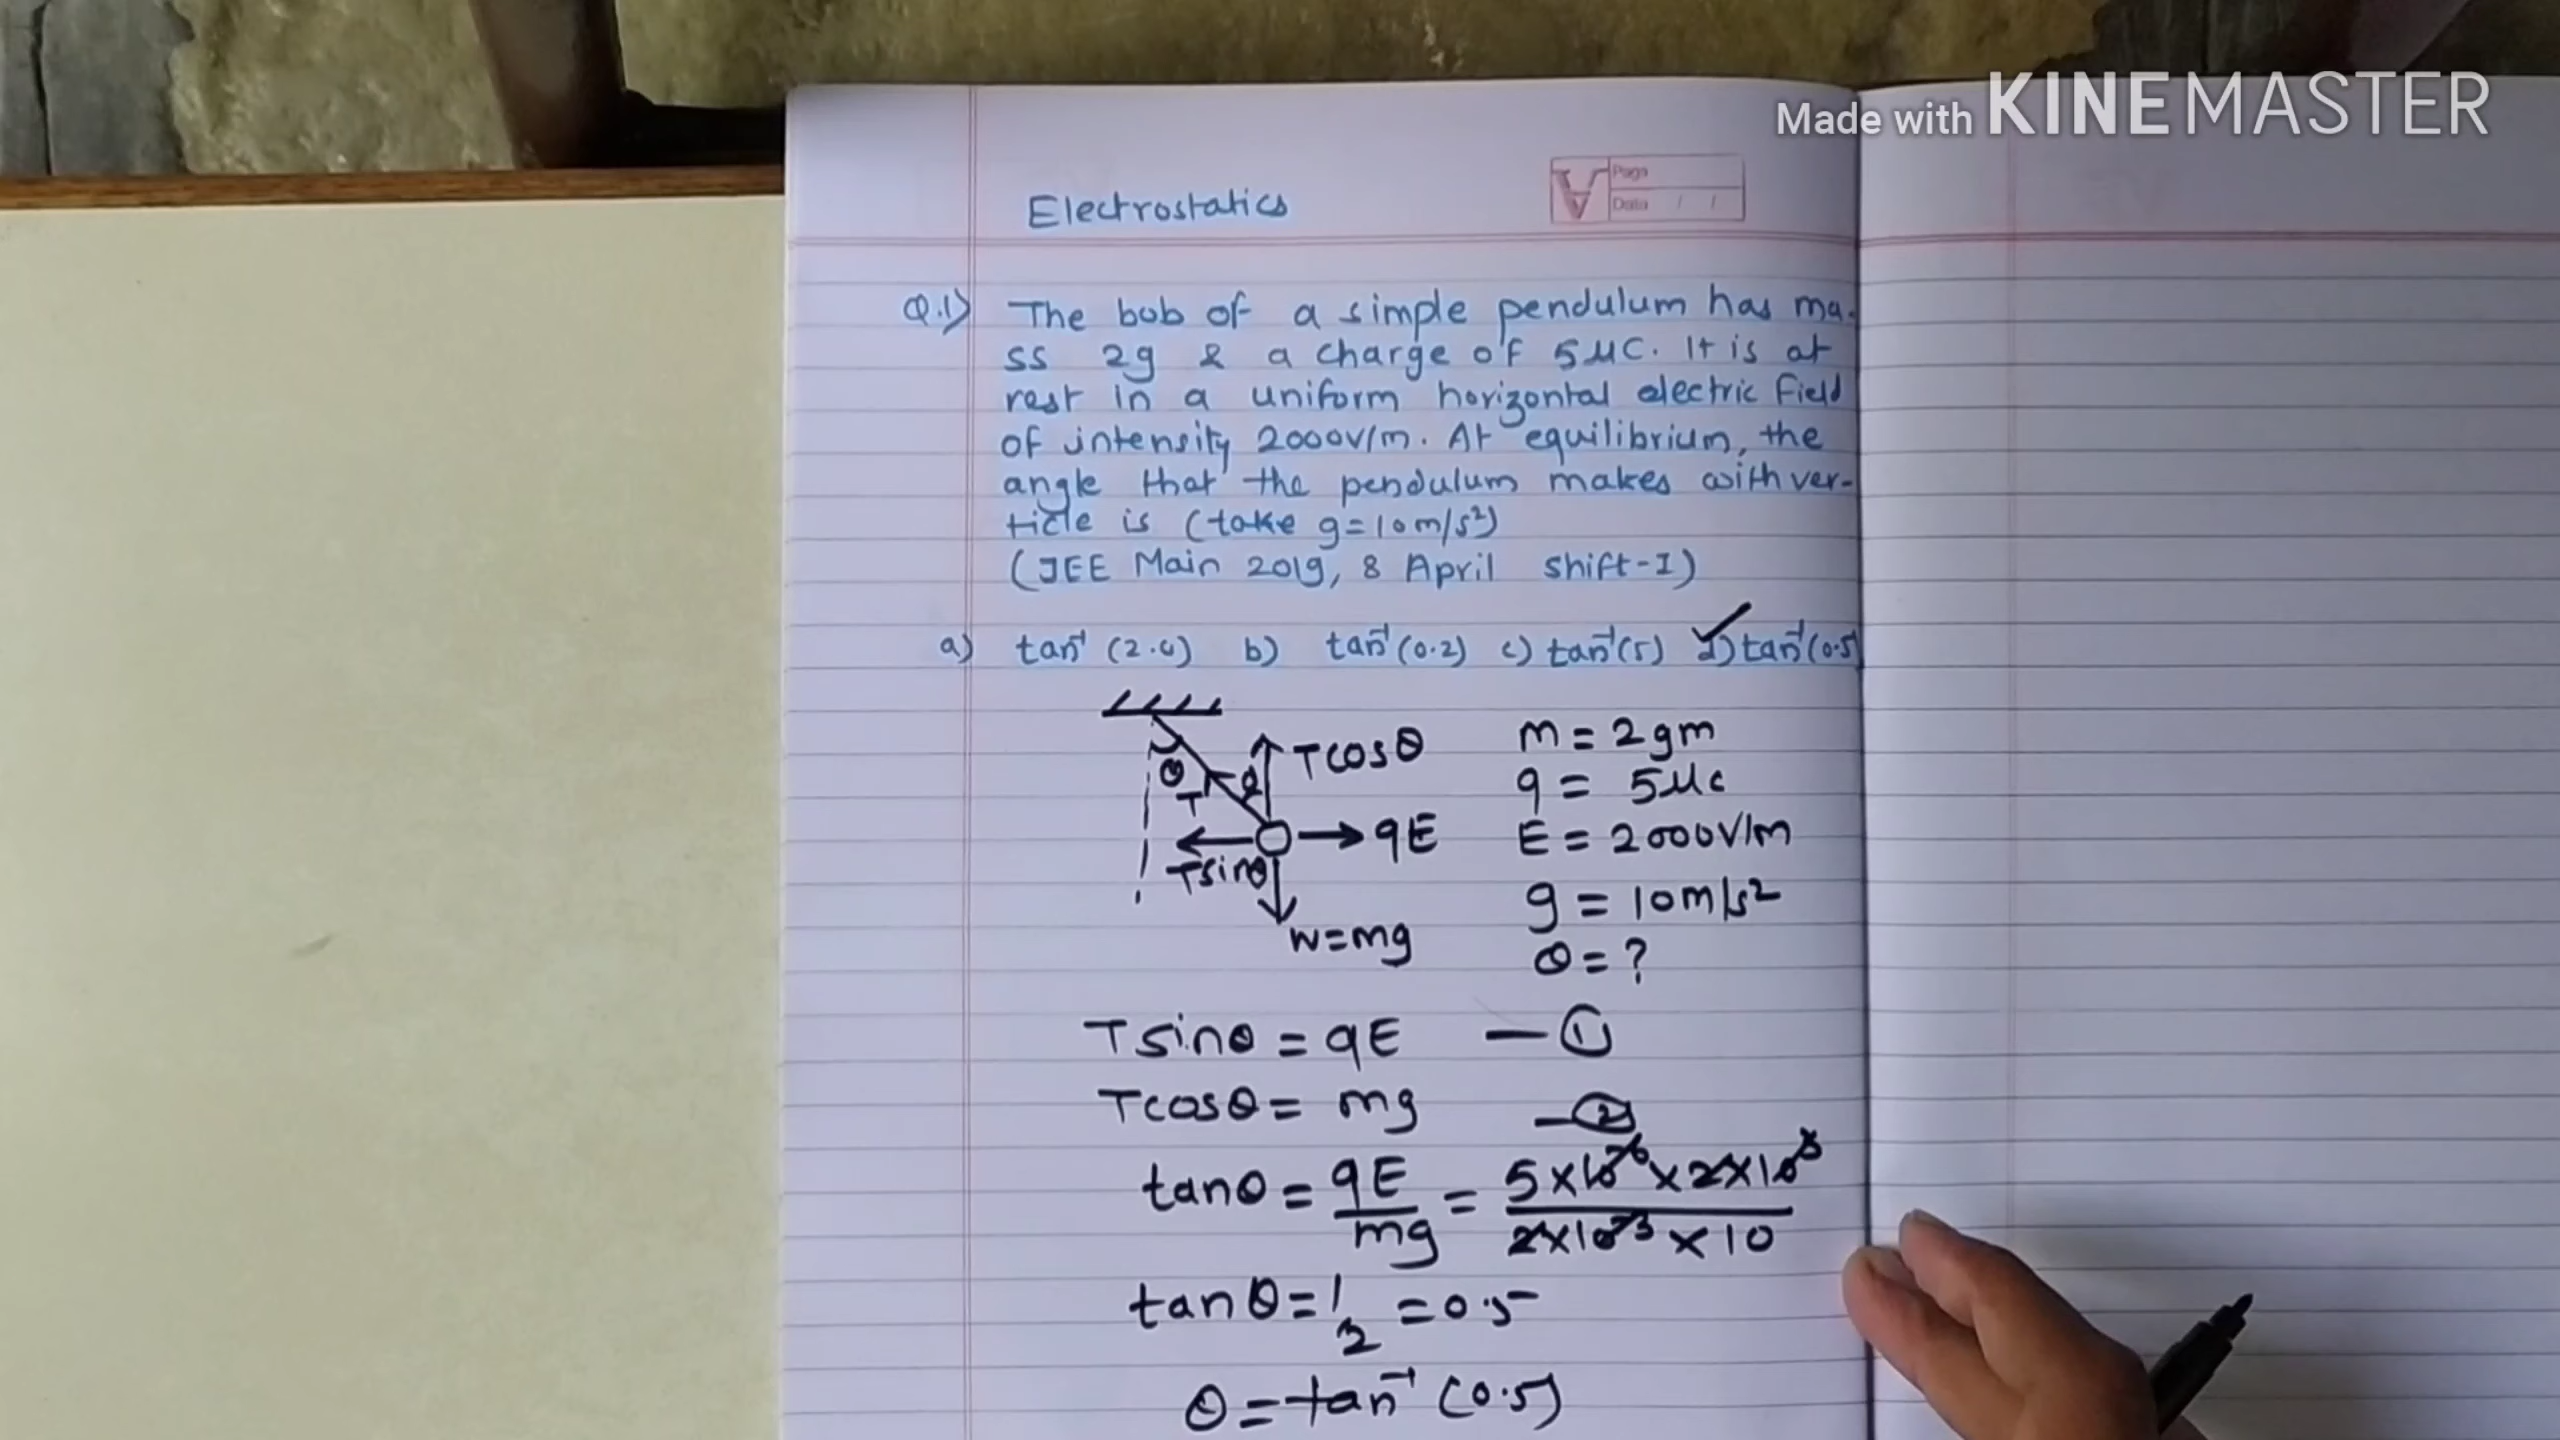 Made with KINEMASTER
Electrostatics
Page
Data / /
Q.1) The bob of a simple pendulum has ma-
ss 2g & a charge of 5μC. It is at
rest in a uniform horizontal electric field
of intensity 2000V/m. At equilibrium, the
angle that the pendulum makes with ver-
ticle is (take g=10m/s²)
(JEE Main 2019, 8 April shift-I)
a) tan⁻¹ (2.0) b) tan⁻¹ (0.2) c) tan⁻¹(5) d) tan⁻¹(0.5)
Tcosθ
θ
T
θ
qE
Tsinθ
W=mg
m = 2gm
q = 5μc
E = 2000V/m
g = 10m/s²
θ = ?
Tsinθ = qE — 1
Tcosθ = mg — 2
tanθ = qE/mg = 5×10⁻⁶×2×10³/2×10⁻³×10
tanθ = 1/2 = 0.5
θ = tan⁻¹ (0.5)